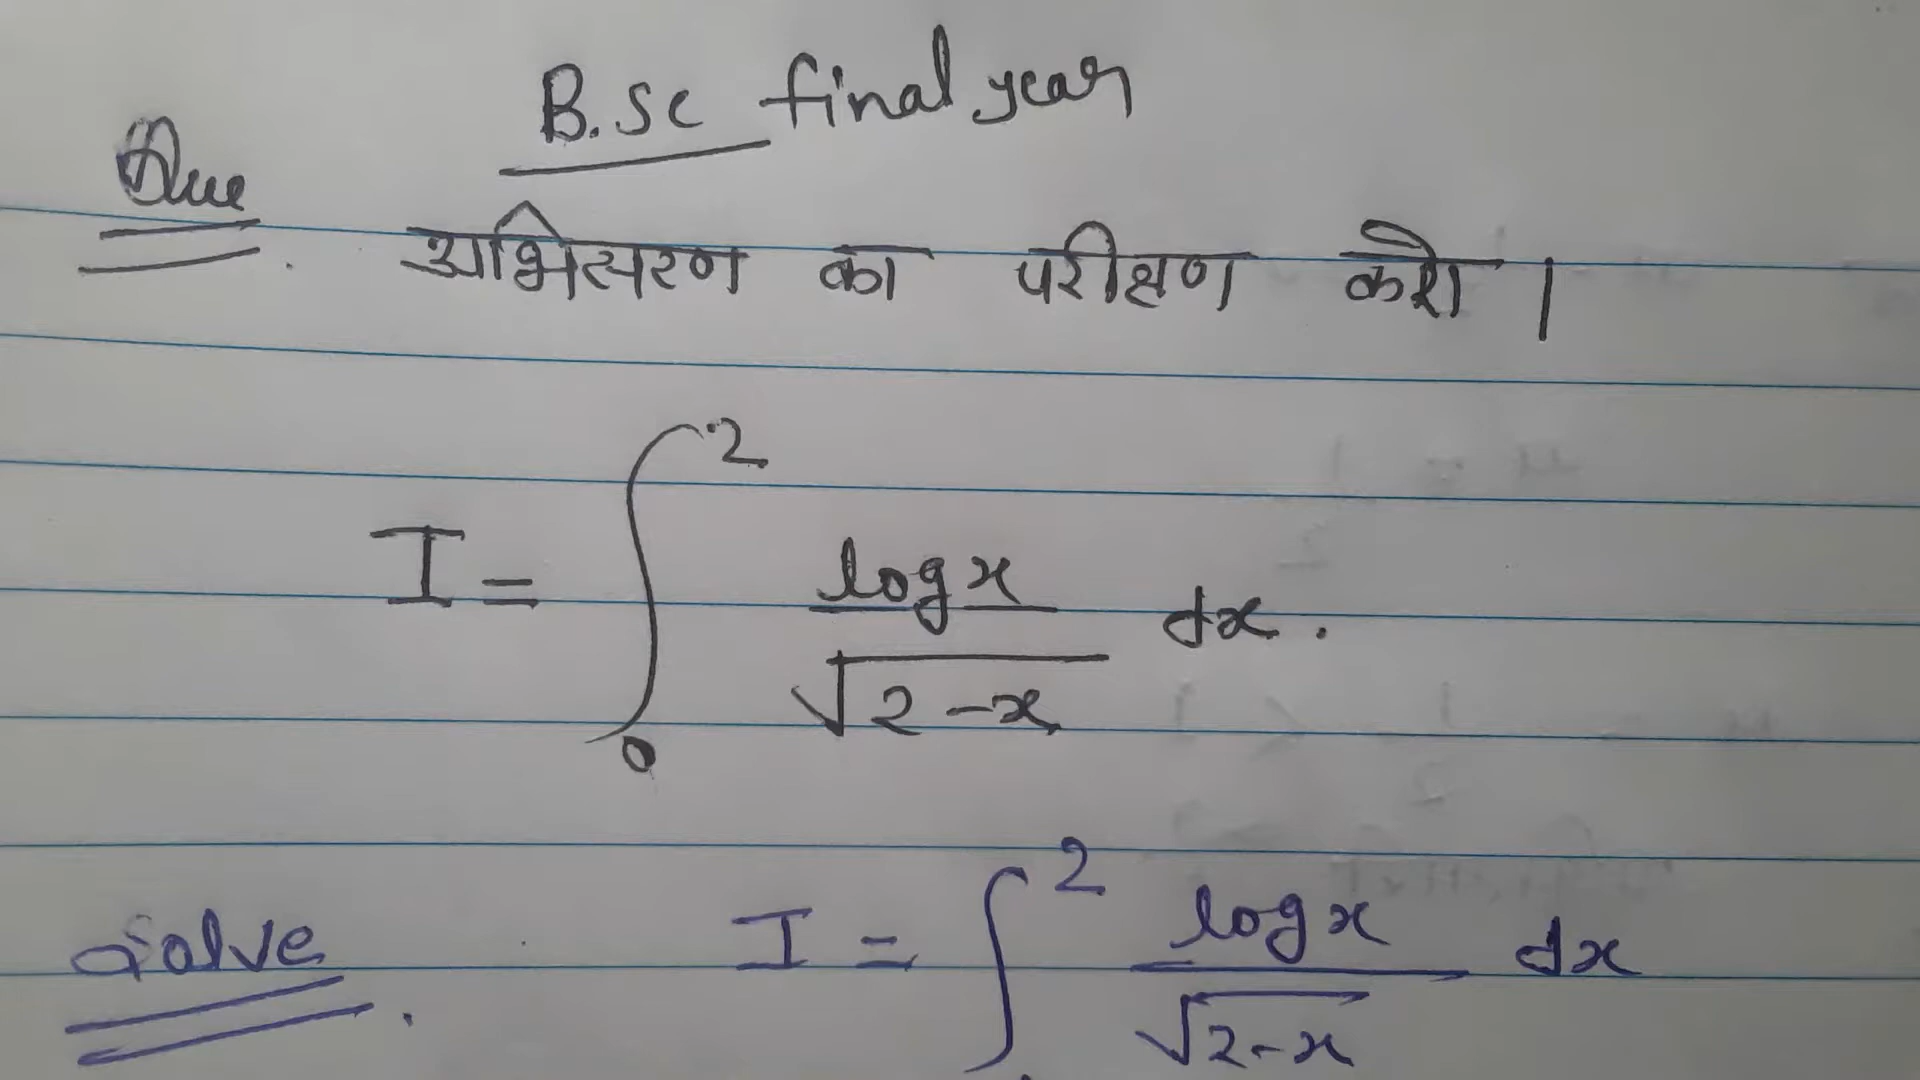 B.Sc final year
Que. अभिसरण का परीक्षण करो ।
I = ∫₀² log x / √2-x dx.
Solve. I = ∫² log x / √2-x dx